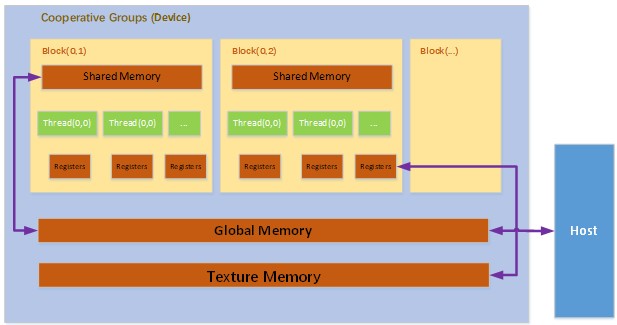 Cooperative Groups (Device)
Block(0,1)
Block(0,2)
Block(...)
Shared Memory
Shared Memory
Thread(0,0)
Thread(0,0)
...
Thread(0,0)
Thread(0,0)
...
Registers
Registers
Registers
Registers
Registers
Registers
Global Memory
Host
Texture Memory